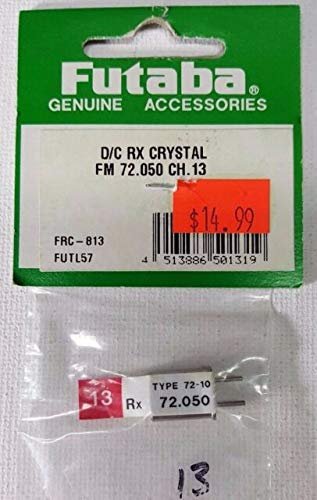 Futaba®
GENUINE ACCESSORIES
D/C RX CRYSTAL
FM 72.050 CH.13
$14.99
FRC-813
FUTL57
4 513886 501319
13 Rx
TYPE 72-10
72.050
13